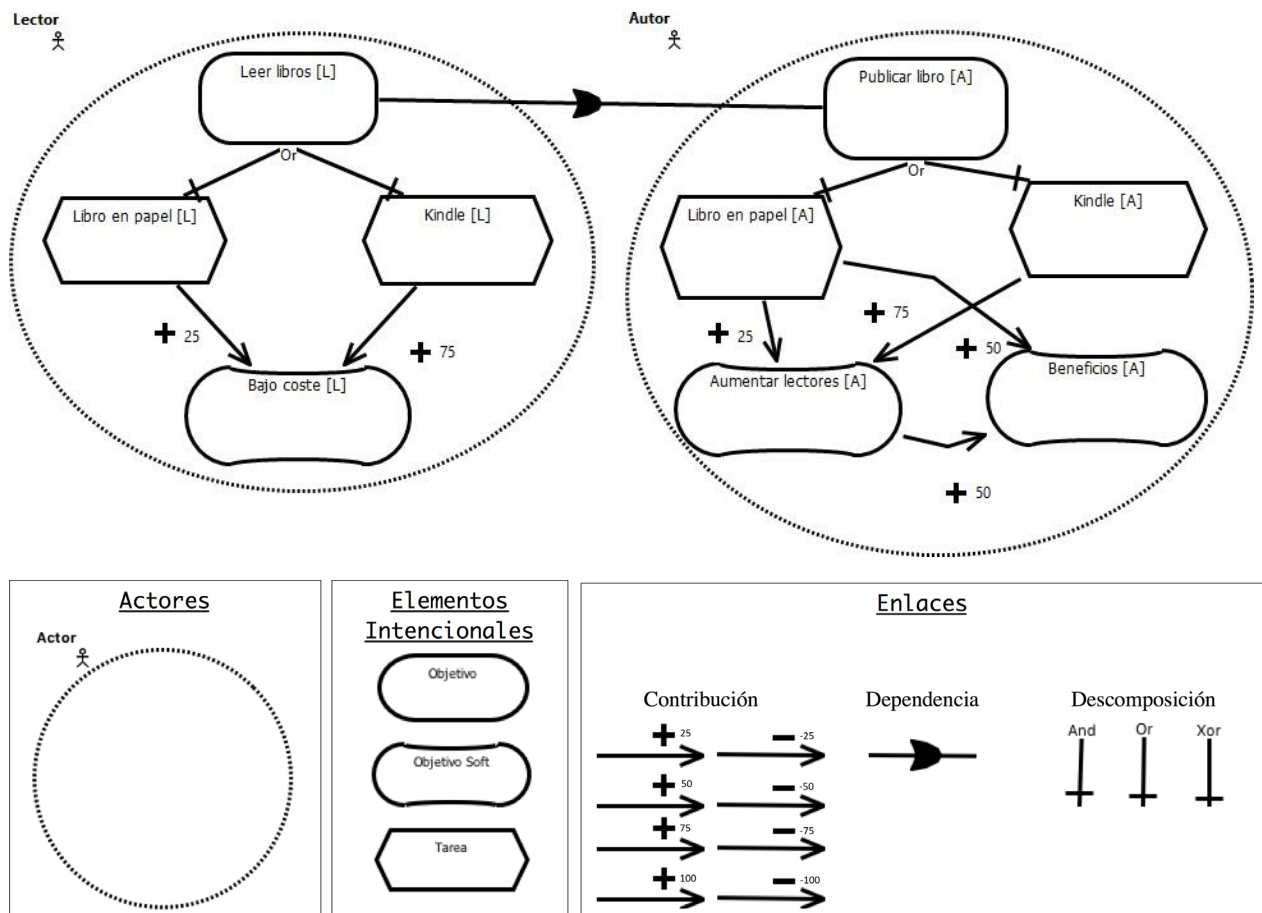 Lector
Leer libros [L]
Or
Libro en papel [L]
Kindle [L]
25
75
Bajo coste [L]
Autor
Publicar libro [A]
Or
Libro en papel [A]
Kindle [A]
25
75
50
Aumentar lectores [A]
Beneficios [A]
50
Actores
Actor
Elementos
Intencionales
Objetivo
Objetivo Soft
Tarea
Enlaces
Contribución
25
-25
50
-50
75
-75
100
-100
Dependencia
Descomposición
And
Or
Xor